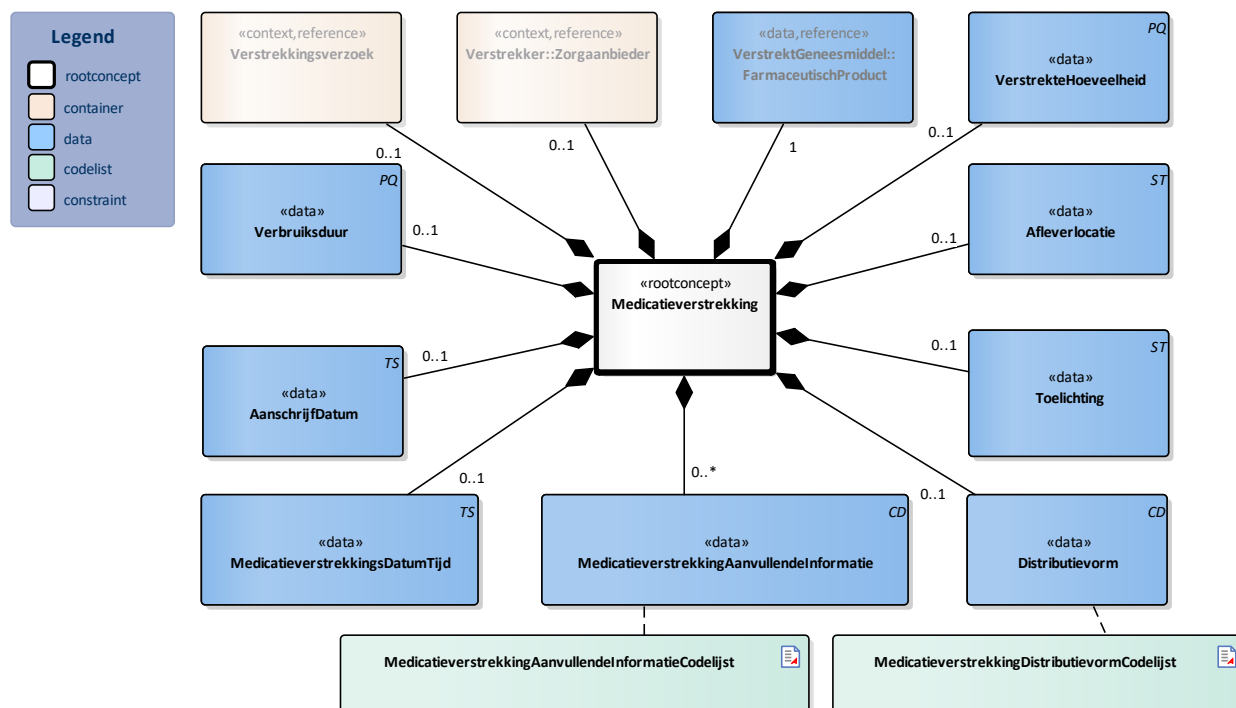 Legend
rootconcept
container
data
codelist
constraint
«context,reference»
Verstrekkingsverzoek
«context,reference»
Verstrekker::Zorgaanbieder
«data,reference»
VerstrektGeneesmiddel::
FarmaceutischProduct
PQ
«data»
VerstrekteHoeveelheid
0..1
0..1
1
0..1
PQ
«data»
Verbruiksduur
0..1
ST
«data»
Afleverlocatie
0..1
«rootconcept»
Medicatieverstrekking
TS
«data»
AanschrijfDatum
0..1
ST
«data»
Toelichting
0..1
TS
«data»
MedicatieverstrekkingsDatumTijd
0..1
CD
«data»
MedicatieverstrekkingAanvullendeInformatie
0..*
CD
«data»
Distributievorm
0..1
MedicatieverstrekkingAanvullendeInformatieCodelijst
MedicatieverstrekkingDistributievormCodelijst